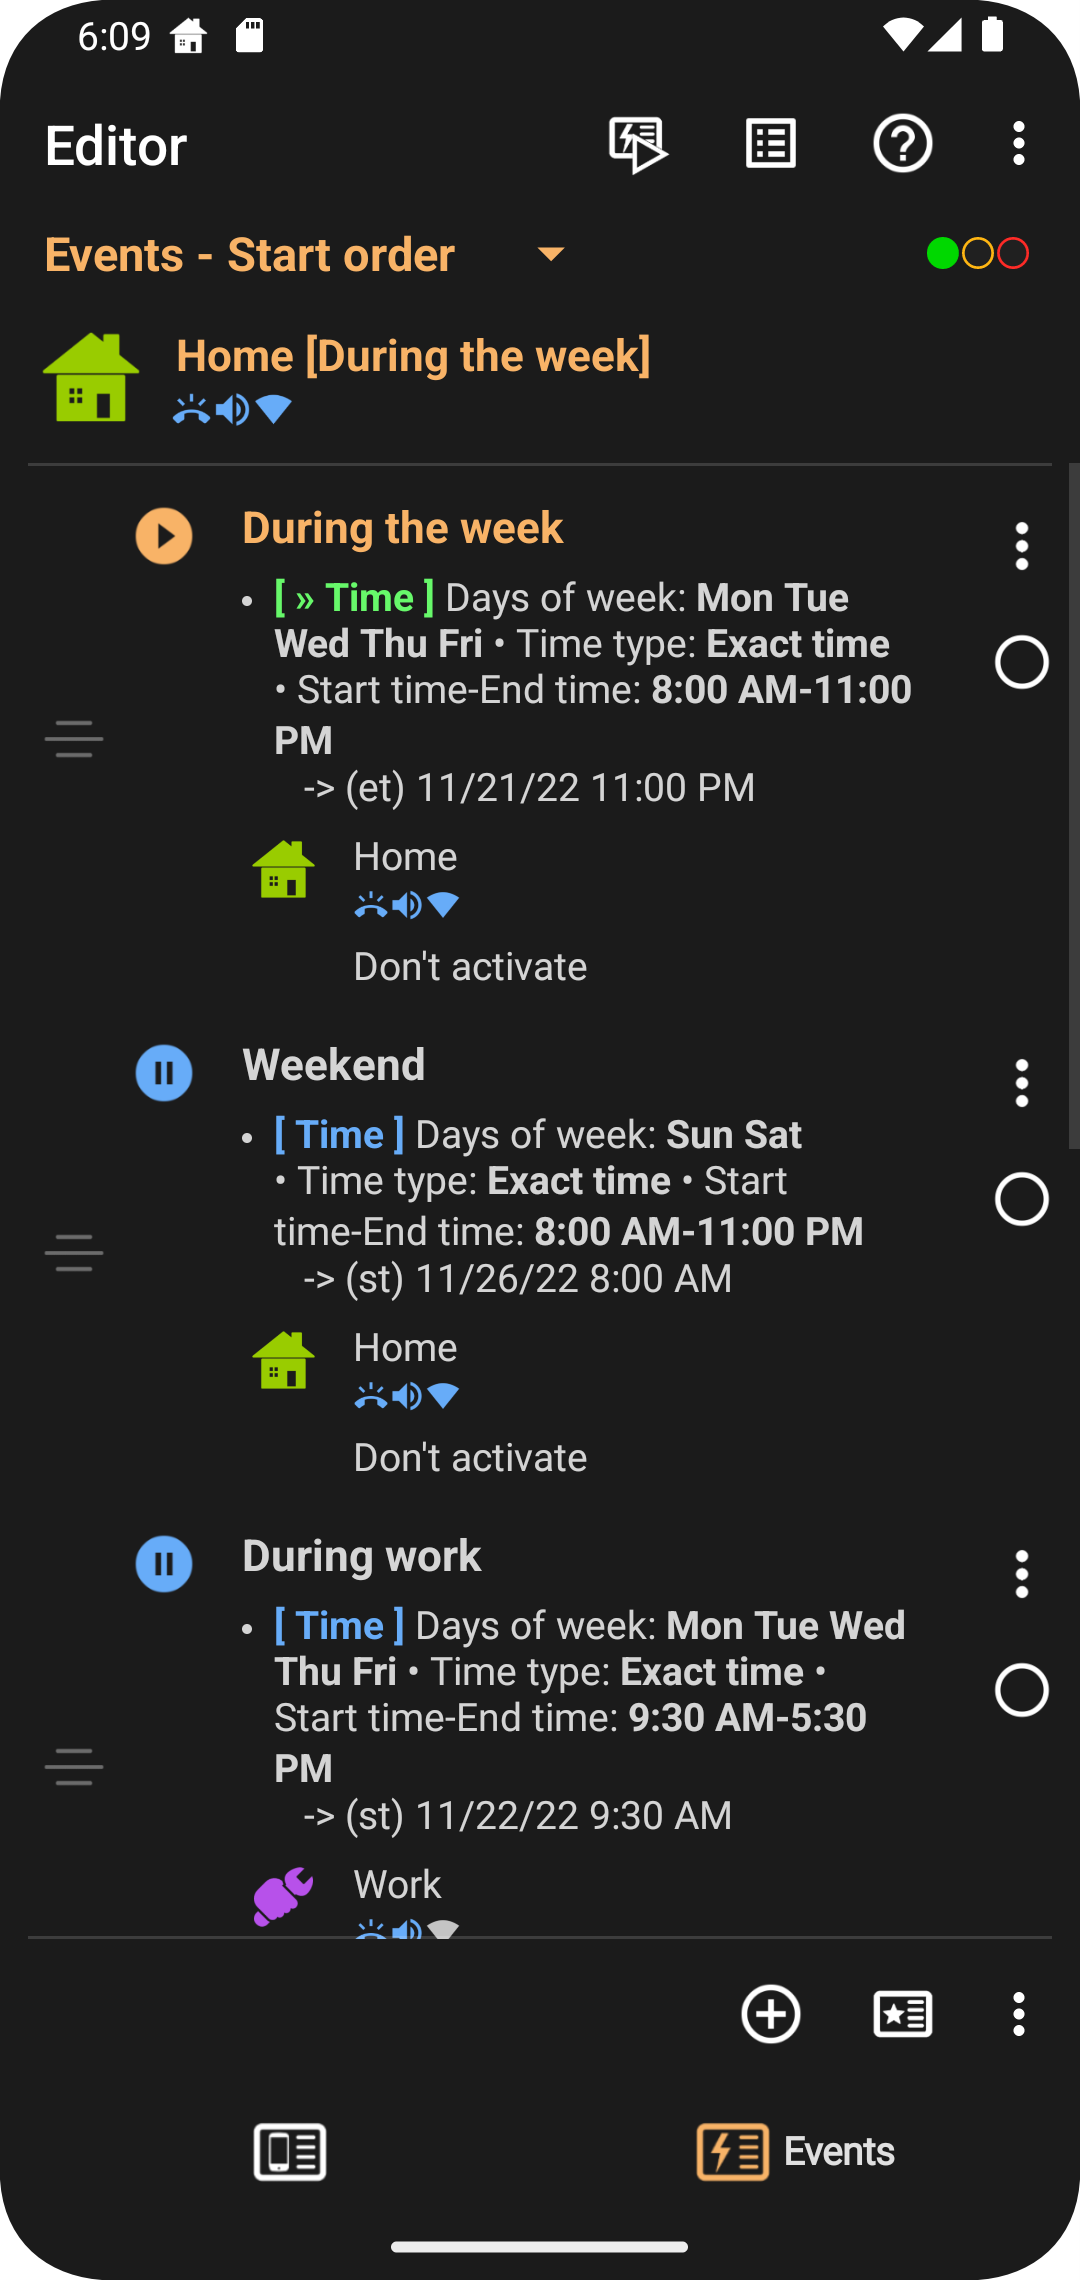 6:09
Editor
Events - Start order
Home [During the week]
During the week
• [ » Time ] Days of week: Mon Tue
Wed Thu Fri • Time type: Exact time
• Start time-End time: 8:00 AM-11:00
PM
-> (et) 11/21/22 11:00 PM
Home
Don't activate
Weekend
• [ Time ] Days of week: Sun Sat
• Time type: Exact time • Start
time-End time: 8:00 AM-11:00 PM
-> (st) 11/26/22 8:00 AM
Home
Don't activate
During work
• [ Time ] Days of week: Mon Tue Wed
Thu Fri • Time type: Exact time •
Start time-End time: 9:30 AM-5:30
PM
-> (st) 11/22/22 9:30 AM
Work
Events